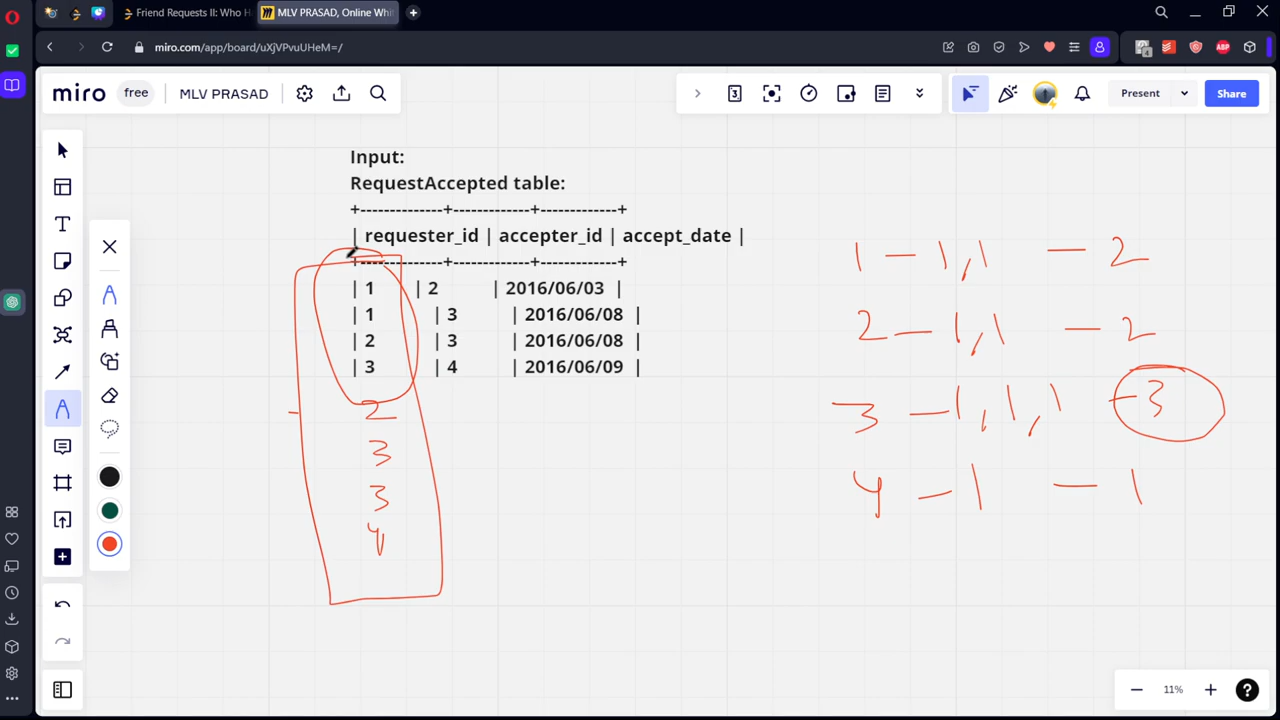 Friend Requests II: Who H
MLV PRASAD, Online Whi
miro.com/app/board/uXjVPvuUHeM=/
ABP
miro
free
MLV PRASAD
3
Present
Share
Input:
RequestAccepted table:
+--------------+-------------+-------------+
| requester_id | accepter_id | accept_date |
+--------------+-------------+-------------+
| 1 | 2 | 2016/06/03 |
| 1 | 3 | 2016/06/08 |
| 2 | 3 | 2016/06/08 |
| 3 | 4 | 2016/06/09 |
2
3
3
4
1 – 1, 1 – 2
2 – 1, 1 – 2
3 – 1, 1, 1 – 3
4 – 1 – 1
11%